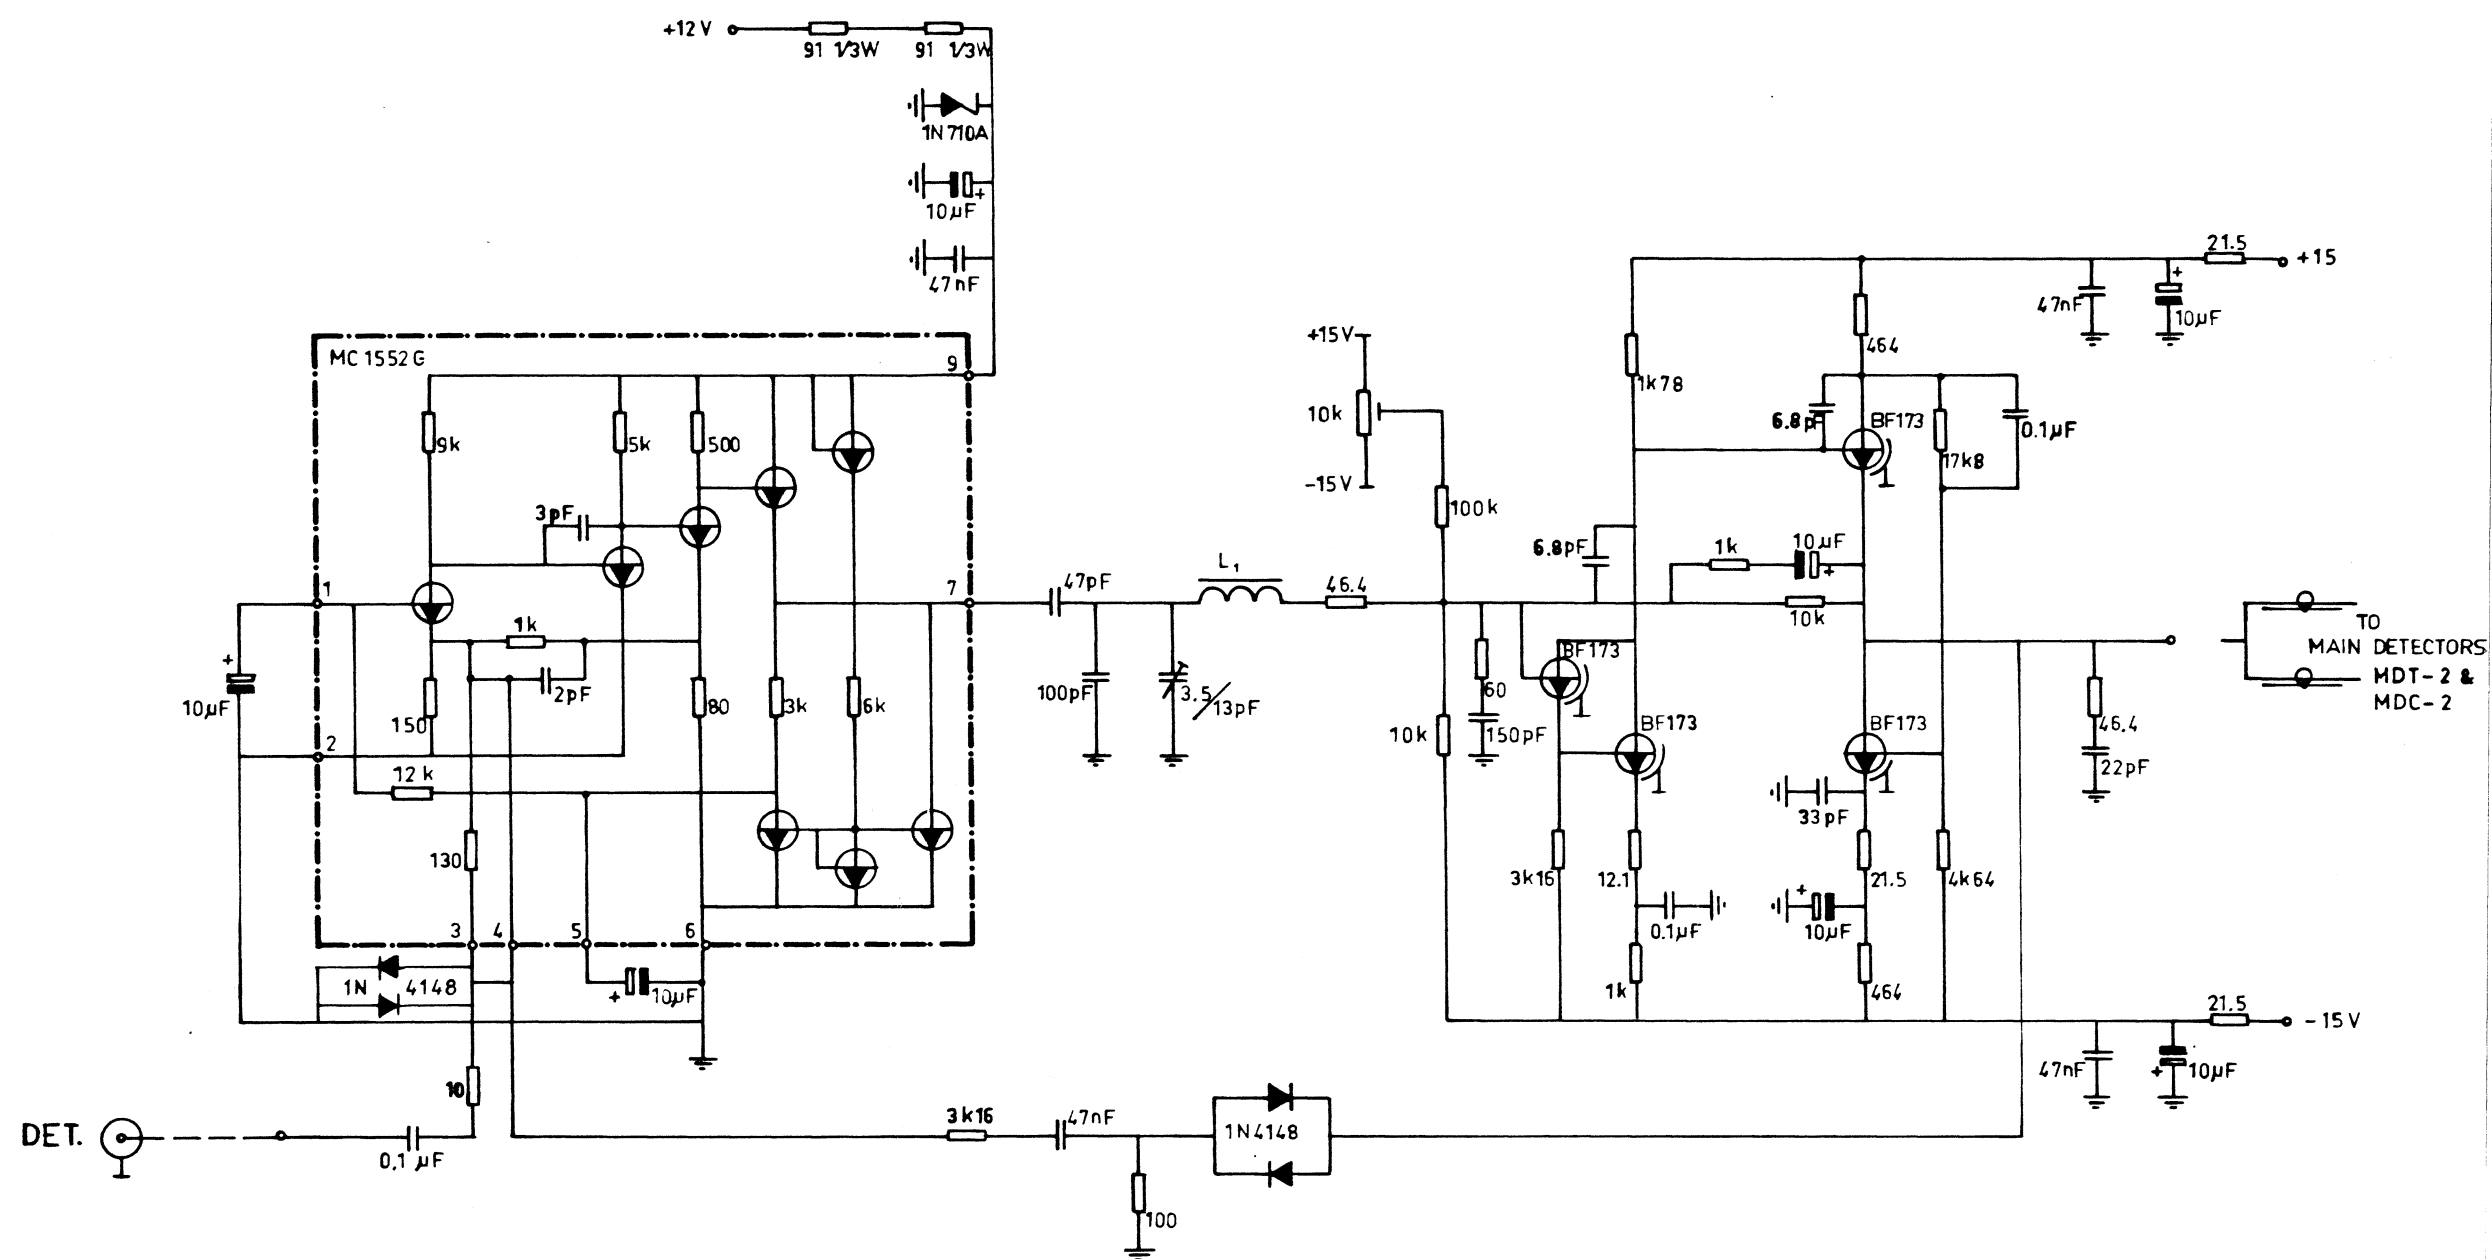 +12 V
91 1/3W
91 1/3W
1N 710A
+
10 µF
47nF
MC 1552 G
9
9k
5k
500
3pF
1
7
1k
2pF
150
80
3k
6k
+
10µF
2
12 k
130
3
4
5
6
1N
4148
+
10µF
10
DET.
0,1 µF
47pF
100pF
3.5/13pF
L1
46.4
+15V
10k
-15V
100k
10k
60
150pF
21.5
+15
47nF
+
10µF
464
1k78
6.8pF
BF173
17k8
0.1µF
6.8pF
1k
10µF
+
10k
BF173
BF173
BF173
33pF
3k16
12.1
21.5
4k64
0.1µF
+
10µF
1k
464
46.4
22pF
TO
MAIN DETECTORS
MDT-2 &
MDC-2
21.5
-15 V
47nF
+
10µF
3k16
47nF
1N4148
100